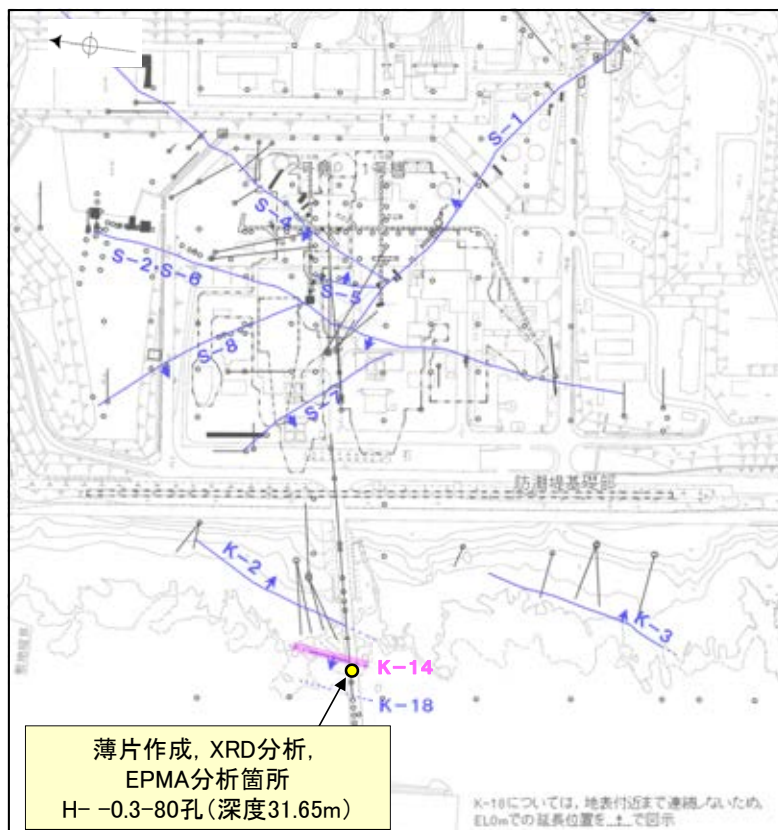 S-1
S-4
S-2・S-6
S-5
S-8
S-7
防潮堤基礎部
K-2
K-3
K-14
K-18
薄片作成, XRD分析,
EPMA分析箇所
H- -0.3-80孔(深度31.65m)
K-18については、地表付近まで連続しないため、
EL0mでの延長位置を で図示